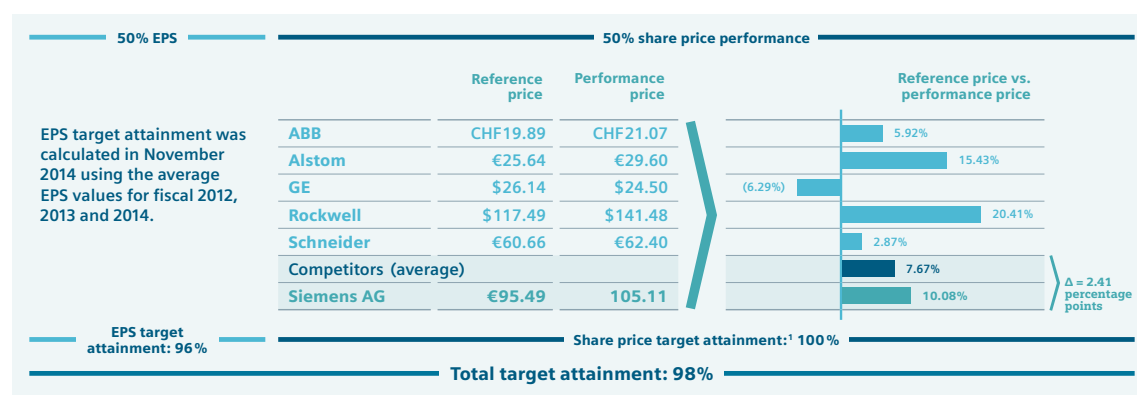 50% EPS
50% share price performance
Reference
price
Performance
price
Reference price vs.
performance price
EPS target attainment was
calculated in November
2014 using the average
EPS values for fiscal 2012,
2013 and 2014.
ABB CHF19.89 CHF21.07 5.92%
Alstom €25.64 €29.60 15.43%
GE $26.14 $24.50 (6.29%)
Rockwell $117.49 $141.48 20.41%
Schneider €60.66 €62.40 2.87%
Competitors (average) 7.67%
Siemens AG €95.49 105.11 10.08%
Δ = 2.41
percentage
points
EPS target
attainment: 96%
Share price target attainment:¹ 100%
Total target attainment: 98%